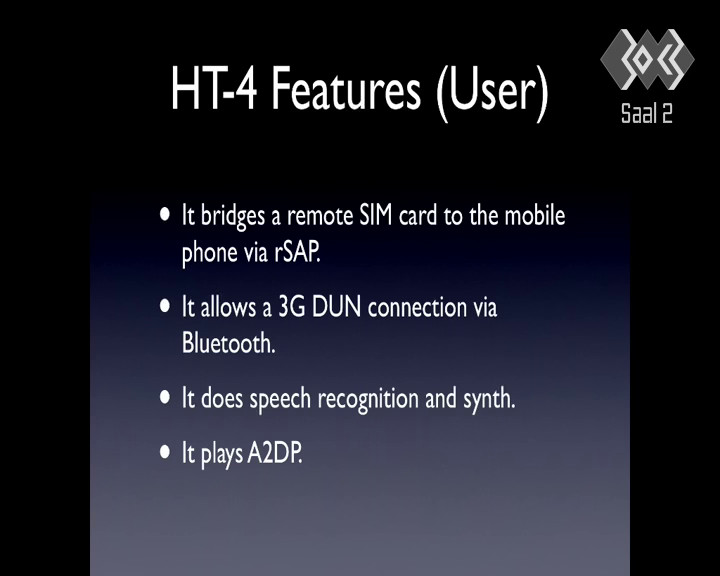 HT-4 Features (User)
Saal 2
• It bridges a remote SIM card to the mobile
phone via rSAP.
• It allows a 3G DUN connection via
Bluetooth.
• It does speech recognition and synth.
• It plays A2DP.